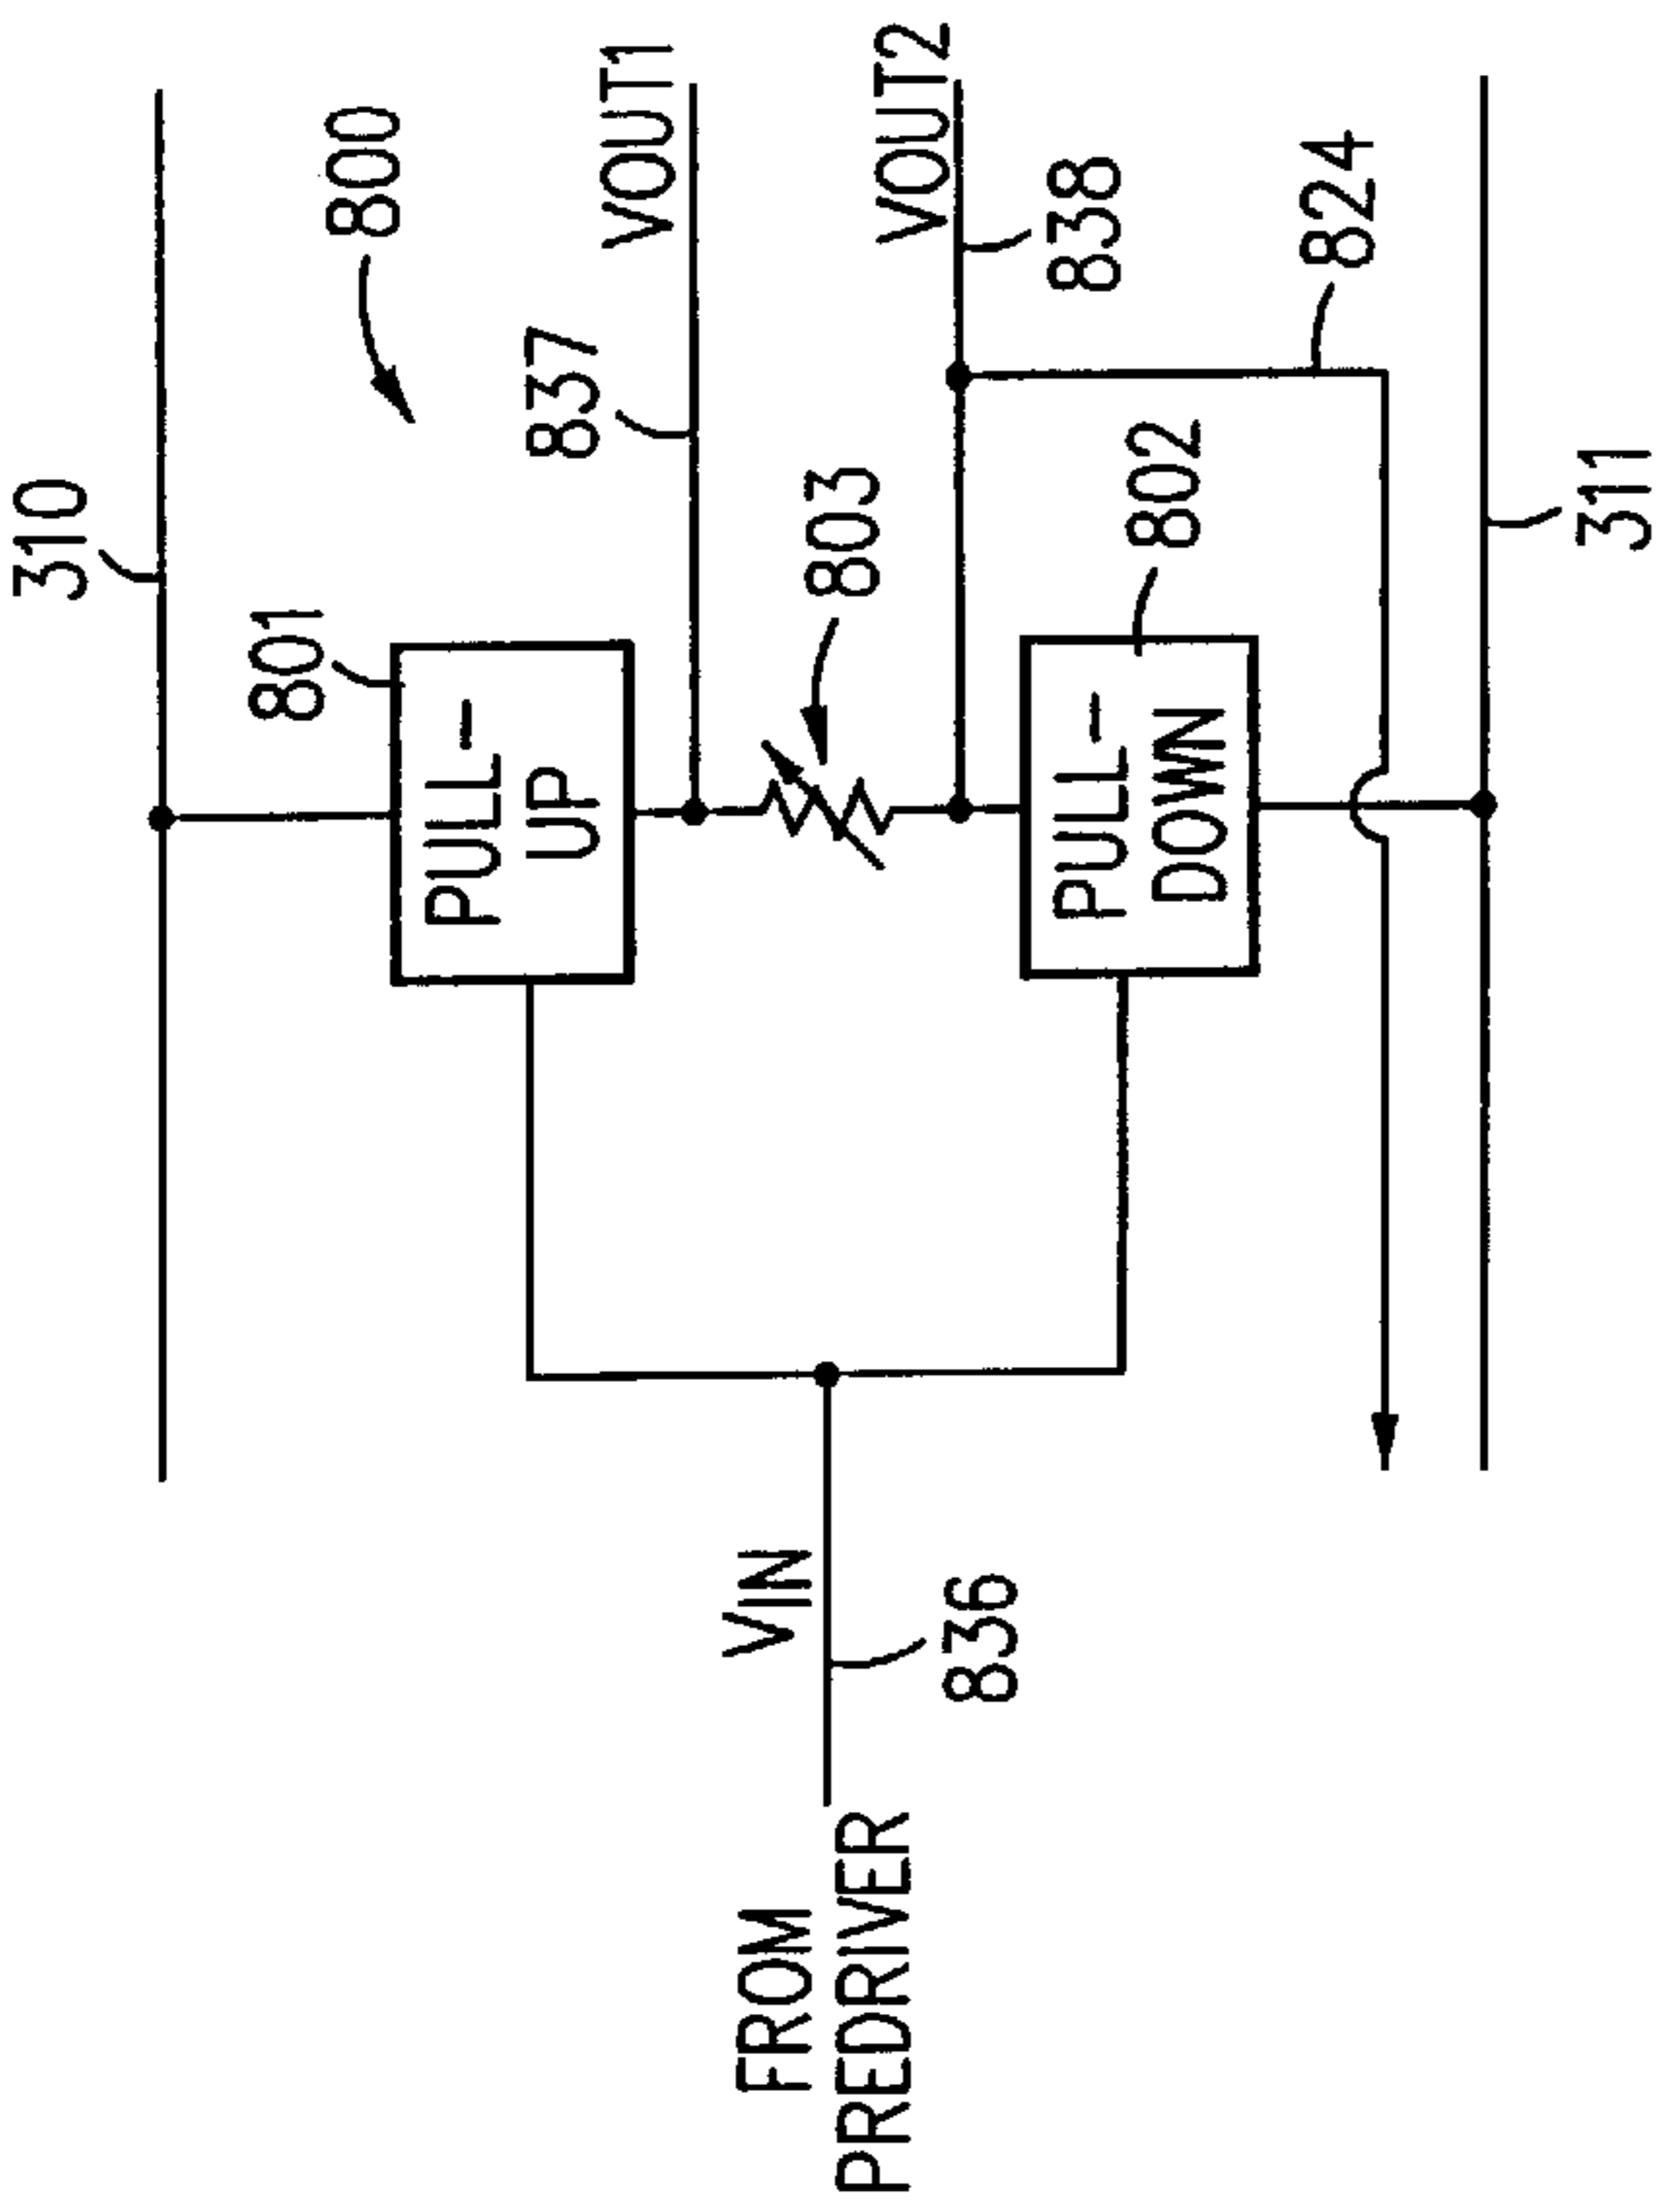 310
801
800
PULL-
UP
837
VOUT1
803
VOUT2
838
FROM
PREDRIVER
VIN
836
PULL-
DOWN
802
824
311